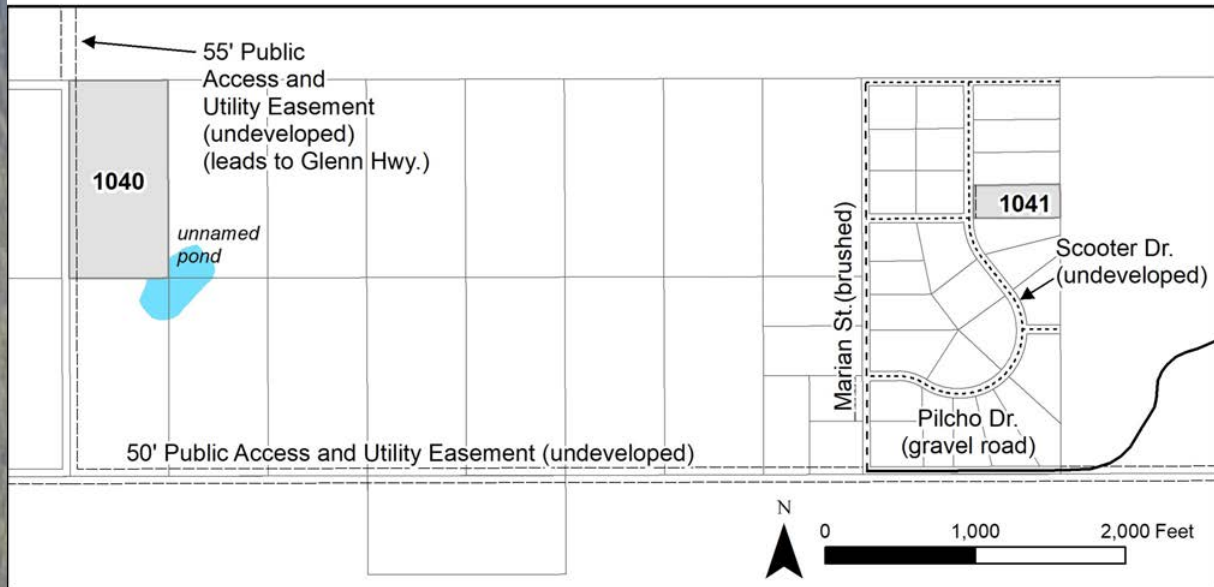 55' Public
Access and
Utility Easement
(undeveloped)
(leads to Glenn Hwy.)
1040
unnamed
pond
1041
Scooter Dr.
(undeveloped)
Marian St.(brushed)
Pilcho Dr.
(gravel road)
50' Public Access and Utility Easement (undeveloped)
N
0 1,000 2,000 Feet